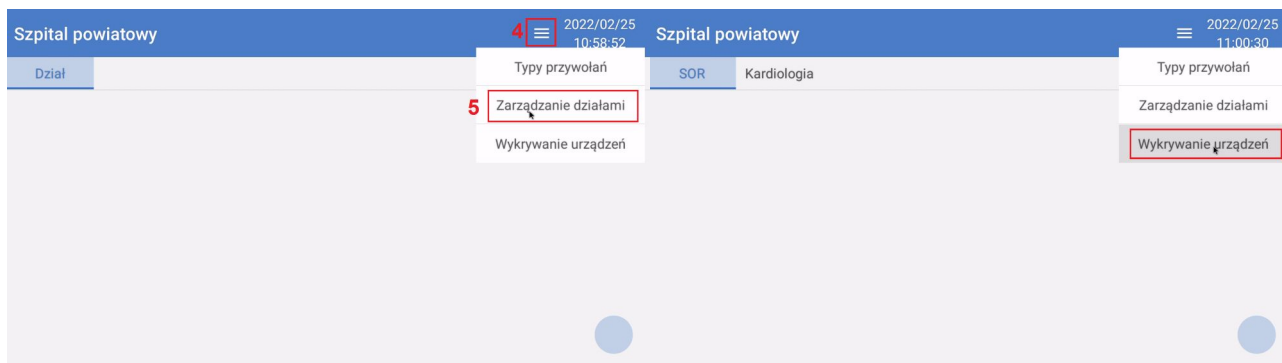 Szpital powiatowy
4
2022/02/25
10:58:52
Dział
Typy przywołań
5
Zarządzanie działami
Wykrywanie urządzeń
Szpital powiatowy
2022/02/25
11:00:30
SOR
Kardiologia
Typy przywołań
Zarządzanie działami
Wykrywanie urządzeń